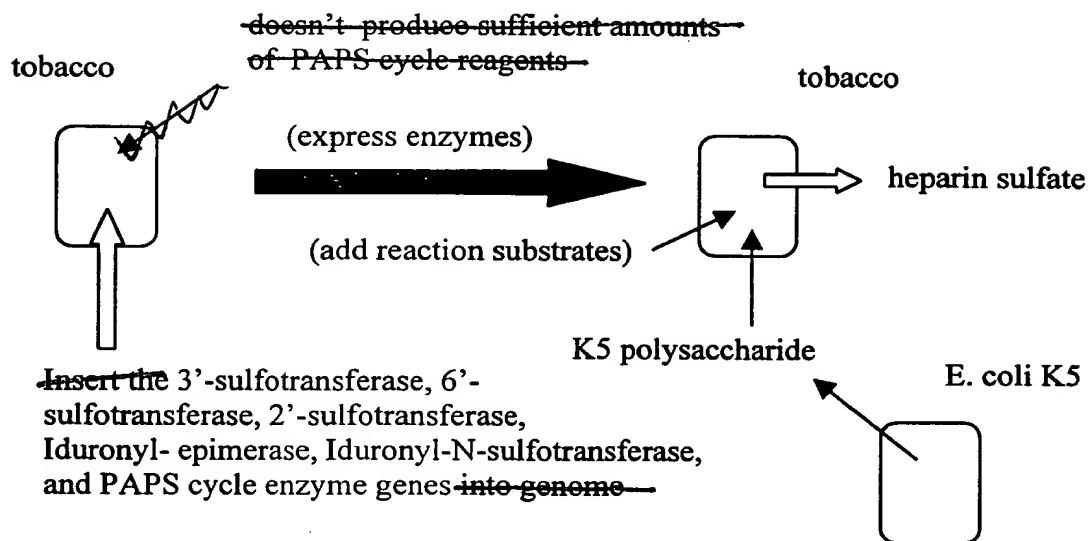 doesn't produce sufficient amounts
of PAPS cycle reagents
tobacco
tobacco
(express enzymes)
heparin sulfate
(add reaction substrates)
K5 polysaccharide
E. coli K5
Insert the 3'-sulfotransferase, 6'-
sulfotransferase, 2'-sulfotransferase,
Iduronyl- epimerase, Iduronyl-N-sulfotransferase,
and PAPS cycle enzyme genes into genome